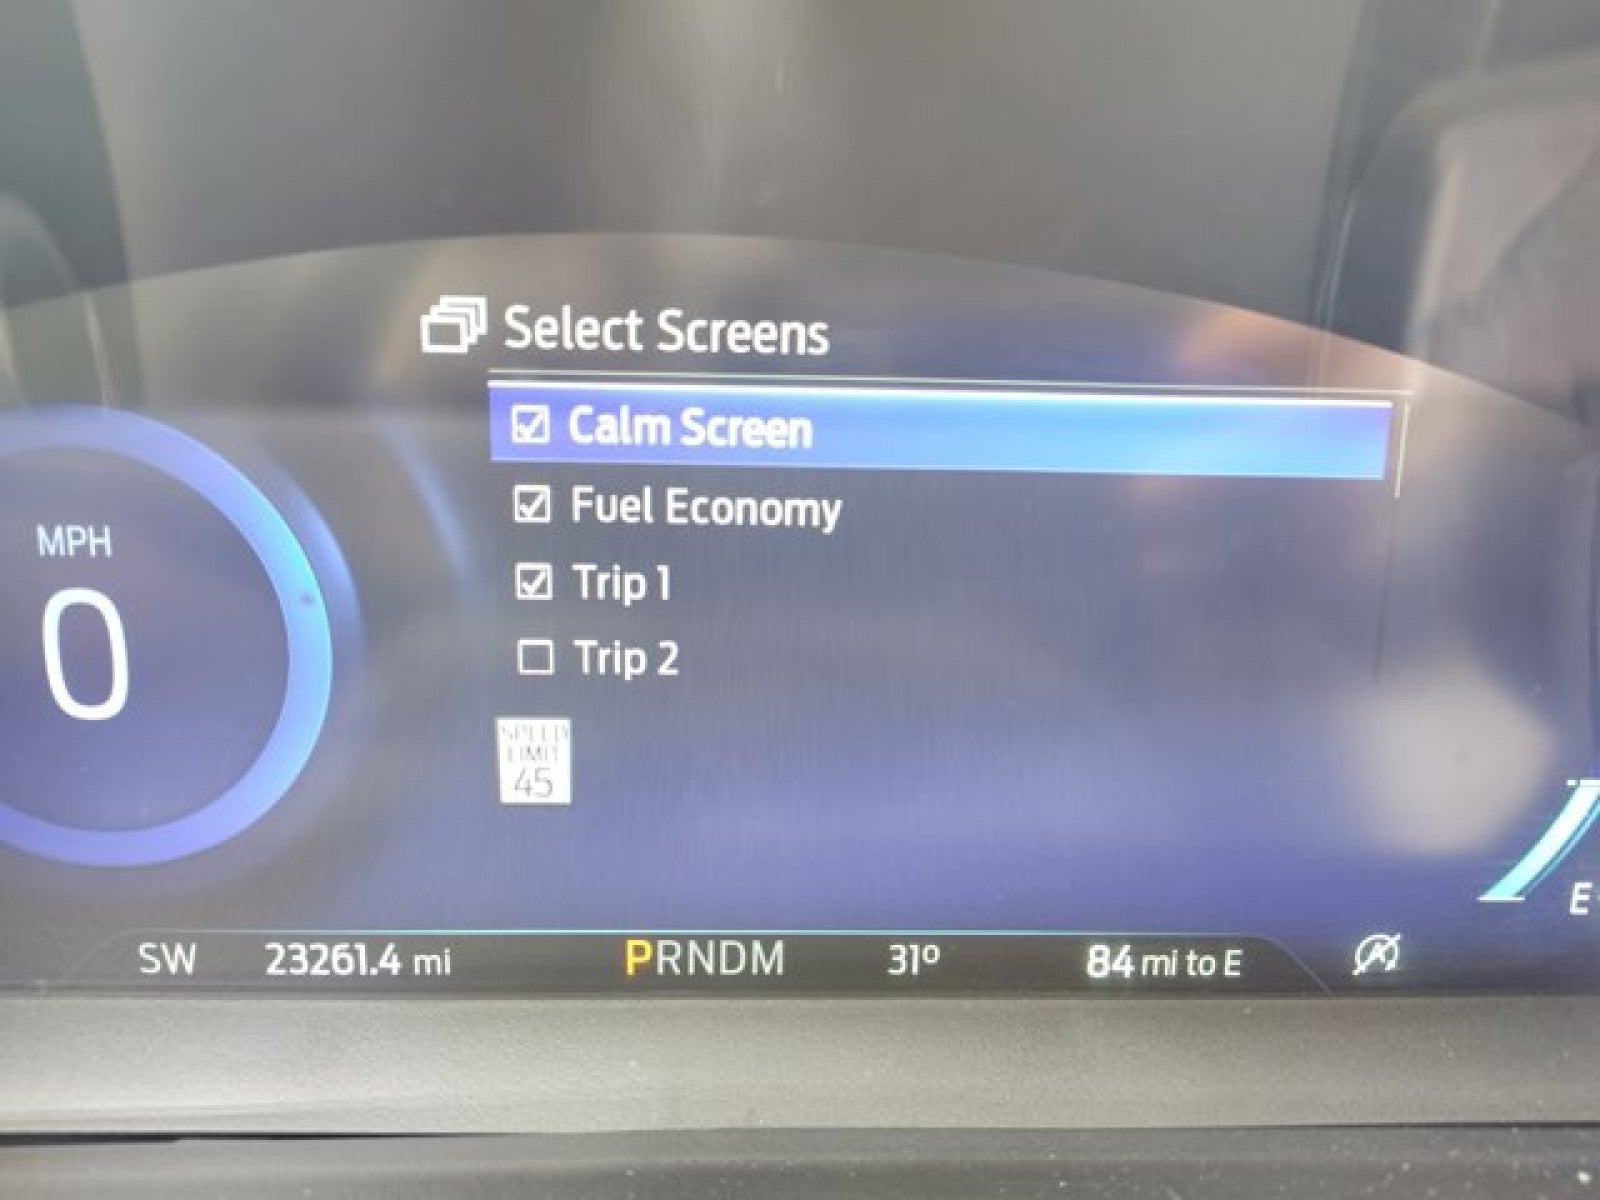 Select Screens
Calm Screen
Fuel Economy
Trip 1
Trip 2
MPH
0
SPEED
LIMIT
45
E
SW 23261.4 mi PRNDM 31º 84 mi to E